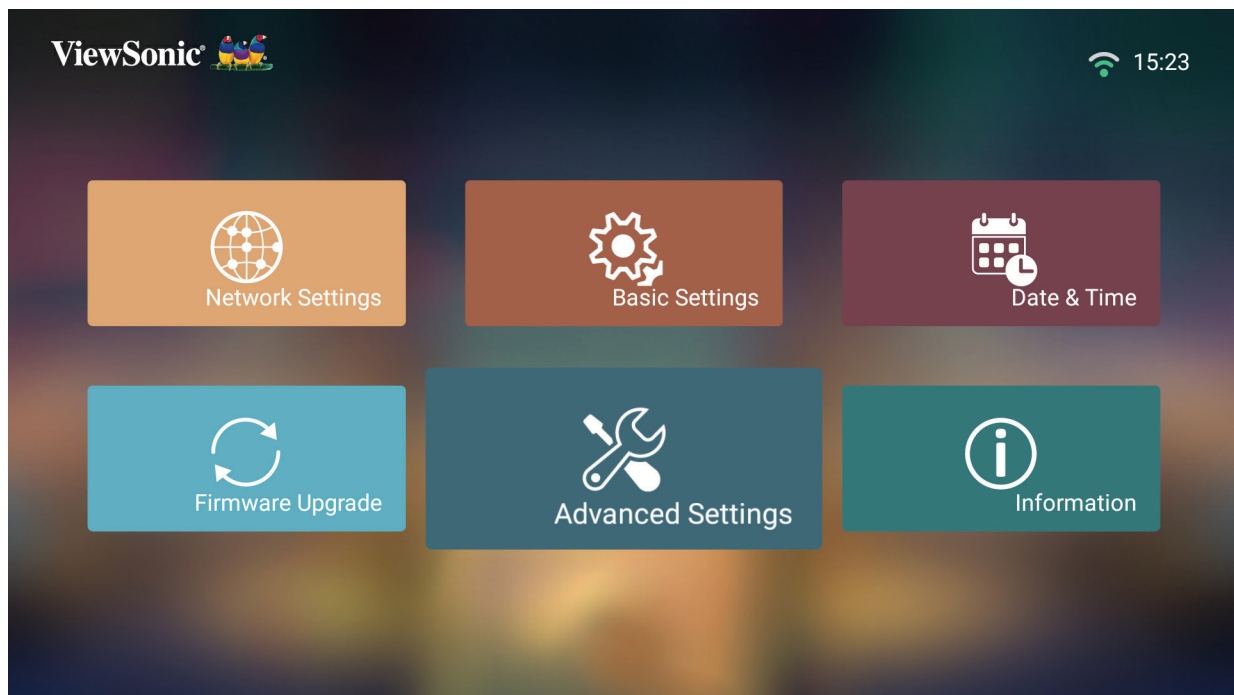 ViewSonic®
15:23
Network Settings
Basic Settings
Date & Time
Firmware Upgrade
Advanced Settings
Information